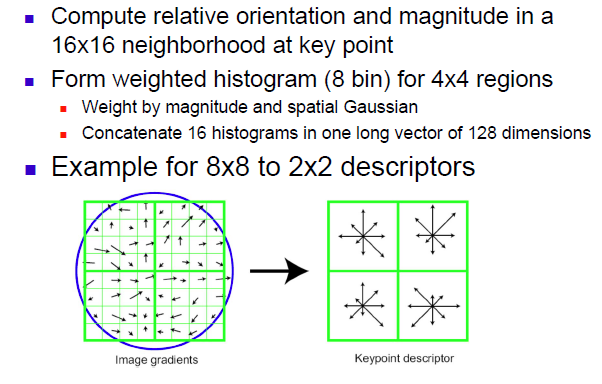 Compute relative orientation and magnitude in a
16x16 neighborhood at key point
Form weighted histogram (8 bin) for 4x4 regions
Weight by magnitude and spatial Gaussian
Concatenate 16 histograms in one long vector of 128 dimensions
Example for 8x8 to 2x2 descriptors
Image gradients
Keypoint descriptor